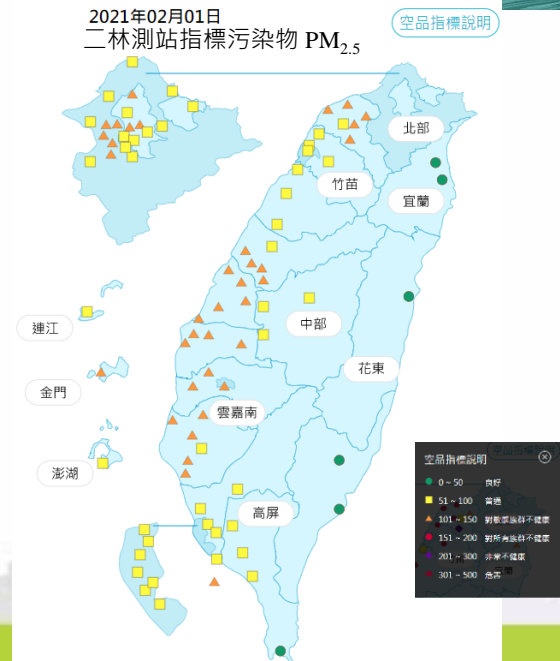 2021年02月01日
二林測站指標污染物 PM2.5
空品指標說明
北部
竹苗
宜蘭
中部
連江
花東
金門
雲嘉南
澎湖
高屏
空品指標說明
0 ~ 50 良好
51 ~ 100 普通
101 ~ 150 對敏感族群不健康
151 ~ 200 對所有族群不健康
201 ~ 300 非常不健康
301 ~ 500 危害